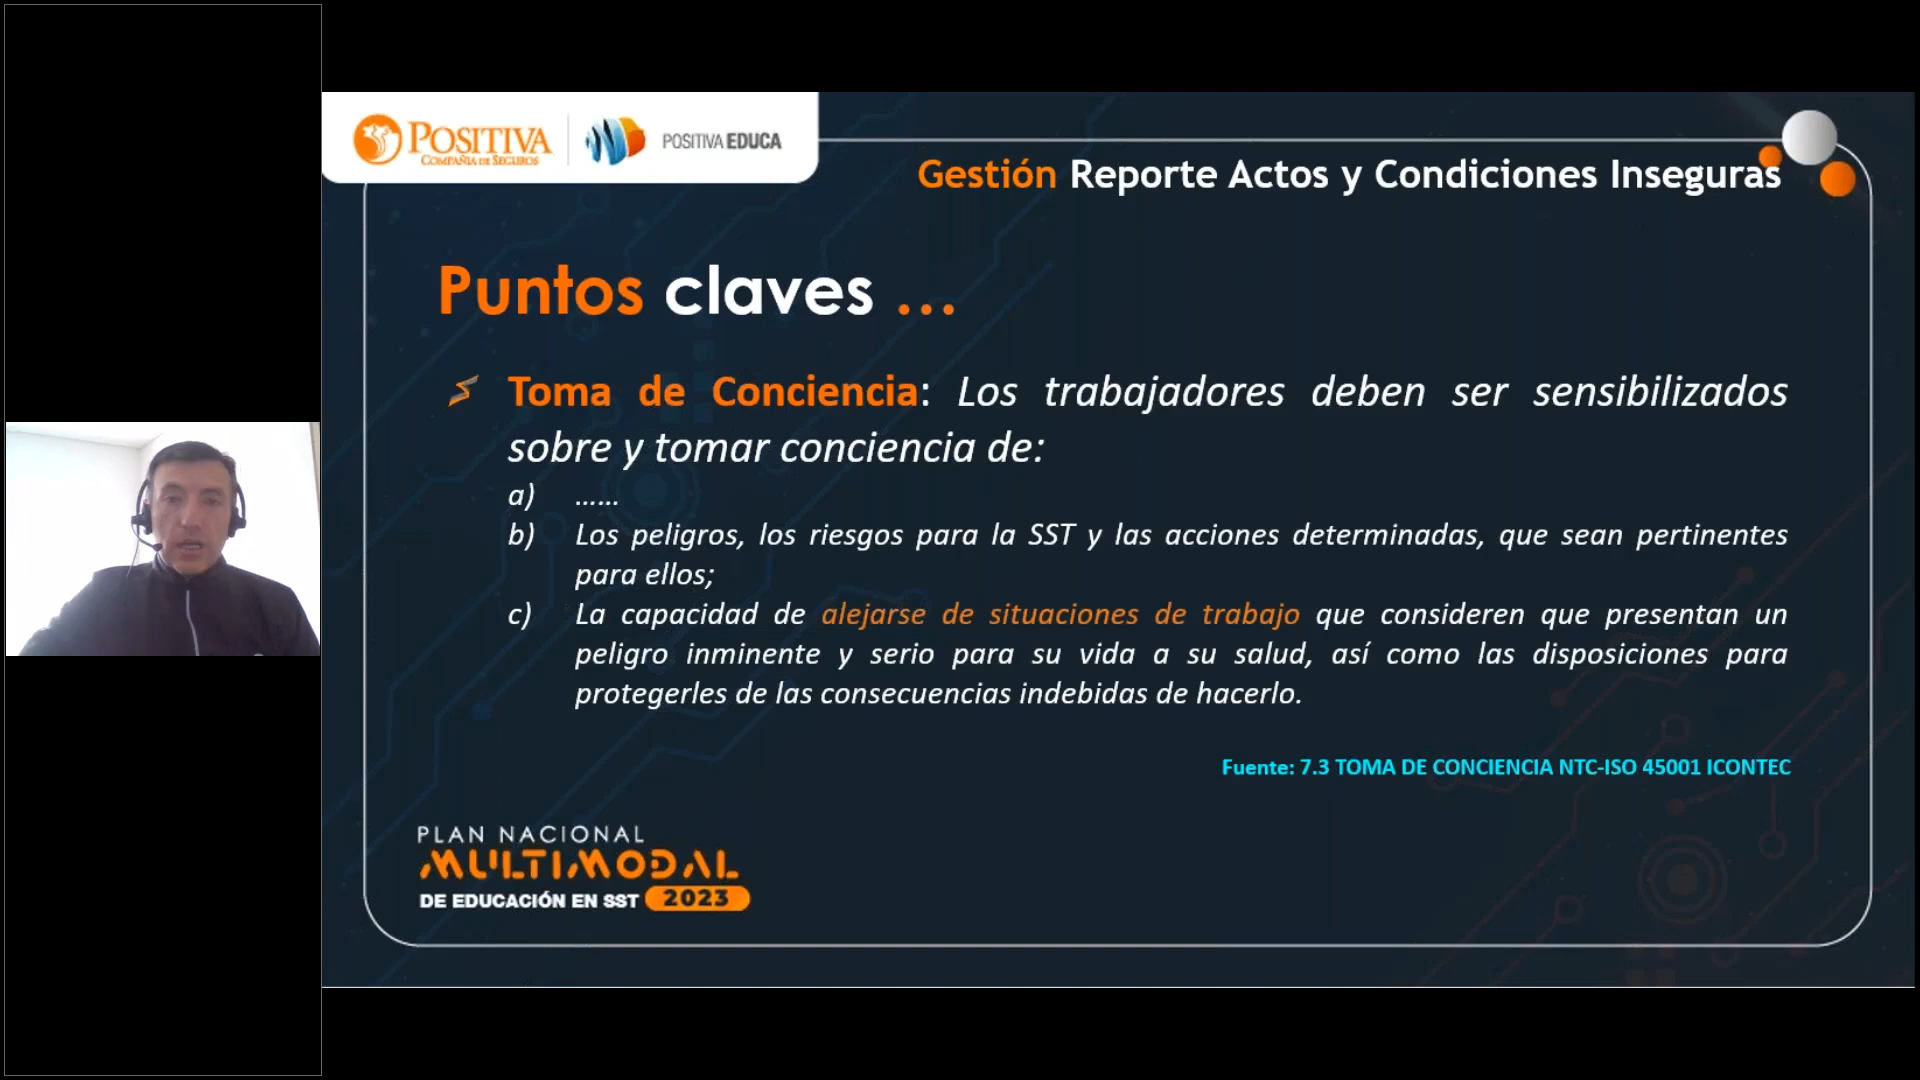 POSITIVA
COMPAÑIA DE SEGUROS
POSITIVA EDUCA
Gestión Reporte Actos y Condiciones Inseguras
Puntos claves ...
Toma de Conciencia: Los trabajadores deben ser sensibilizados
sobre y tomar conciencia de:
a) ......
b) Los peligros, los riesgos para la SST y las acciones determinadas, que sean pertinentes
para ellos;
c) La capacidad de alejarse de situaciones de trabajo que consideren que presentan un
peligro inminente y serio para su vida a su salud, así como las disposiciones para
protegerles de las consecuencias indebidas de hacerlo.
Fuente: 7.3 TOMA DE CONCIENCIA NTC-ISO 45001 ICONTEC
PLAN NACIONAL
MULTIMODAL
DE EDUCACIÓN EN SST 2023